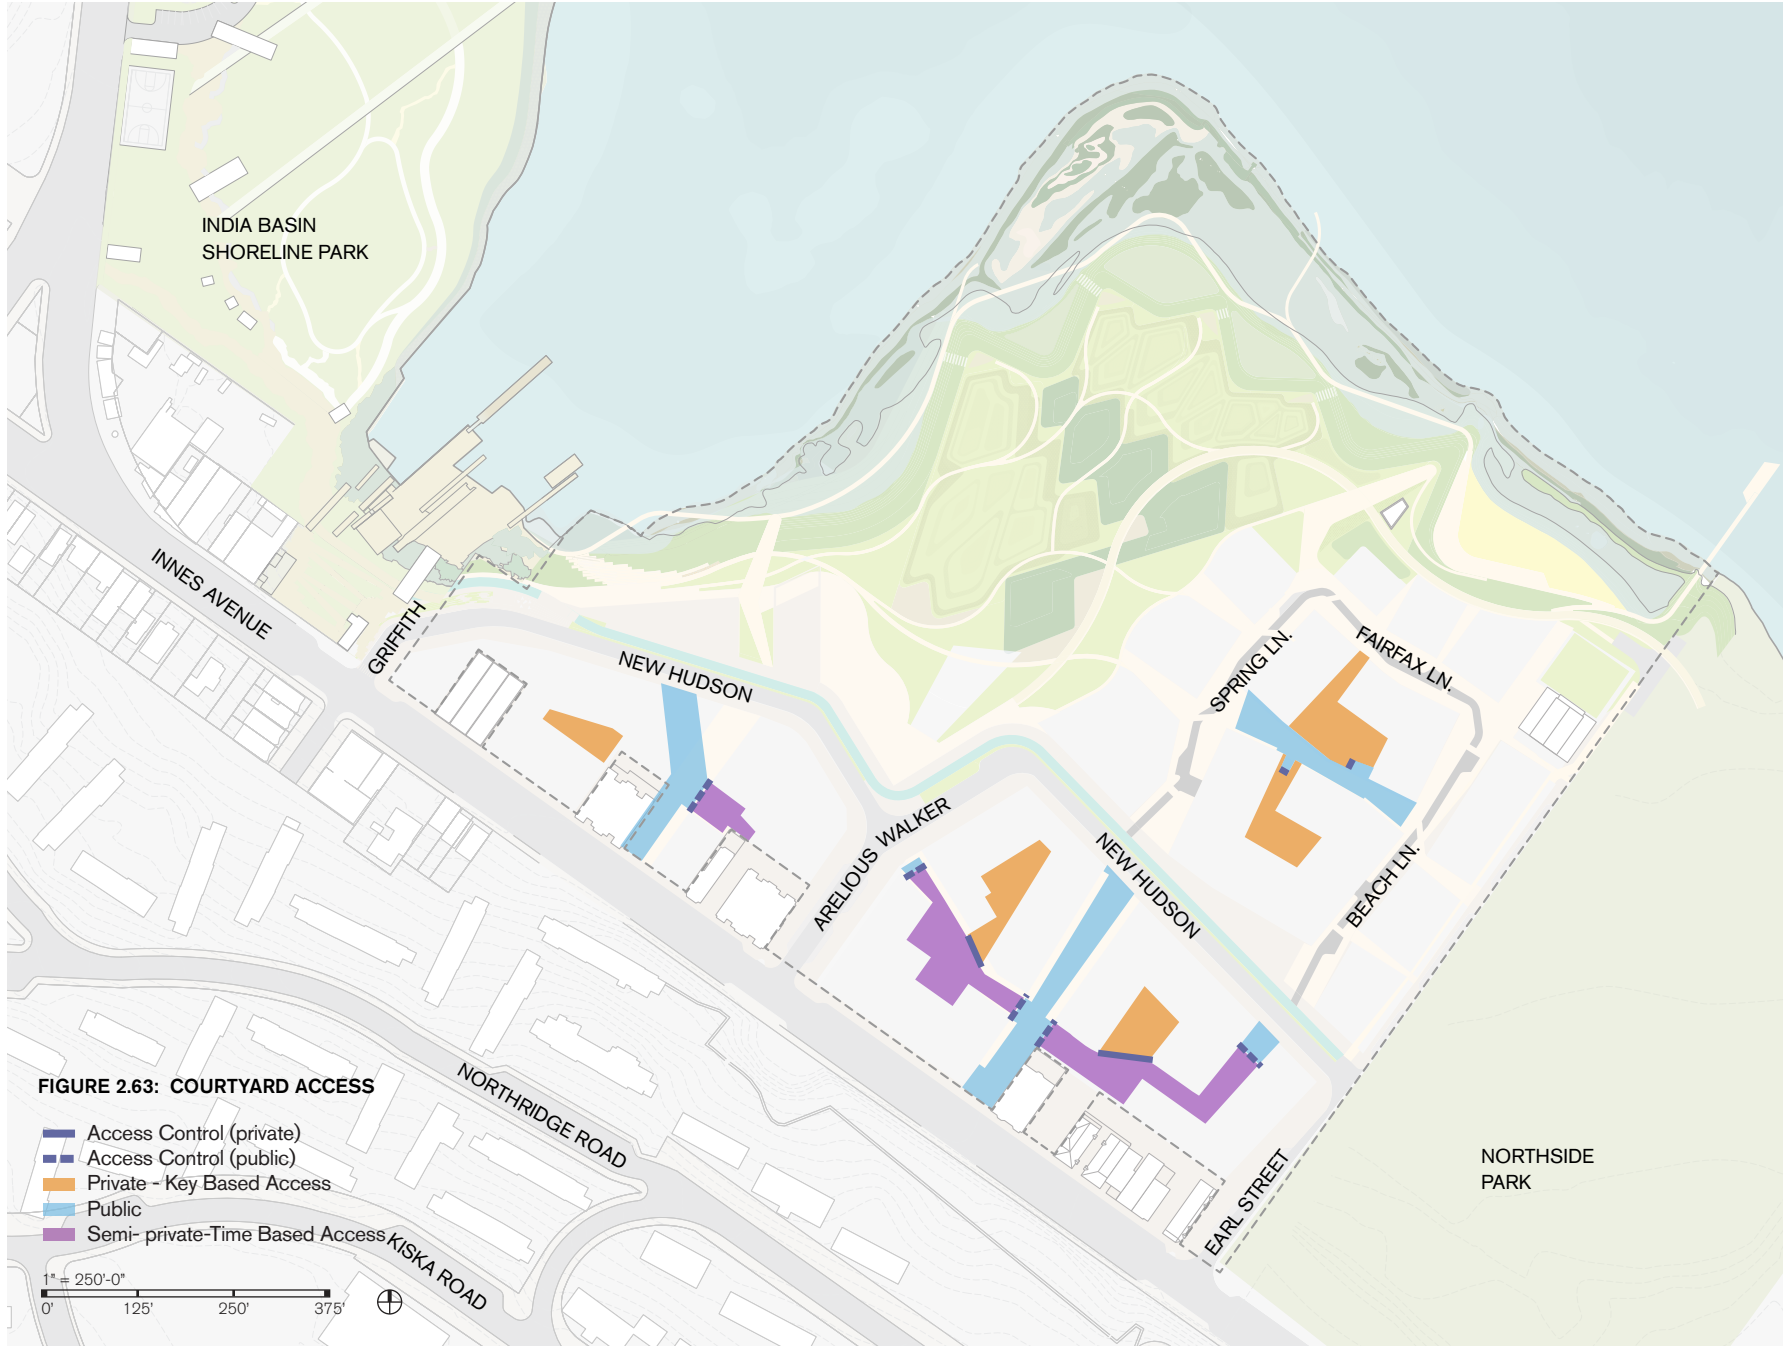 INDIA BASIN
SHORELINE PARK
INNES AVENUE
GRIFFITH
NEW HUDSON
SPRING LN.
FAIRFAX LN.
ARELIOUS WALKER
NEW HUDSON
BEACH LN.
NORTHRIDGE ROAD
KISKA ROAD
EARL STREET
NORTHSIDE
PARK
FIGURE 2.63: COURTYARD ACCESS
Access Control (private)
Access Control (public)
Private - Key Based Access
Public
Semi- private-Time Based Access
1" = 250'-0"
0' 125' 250' 375'